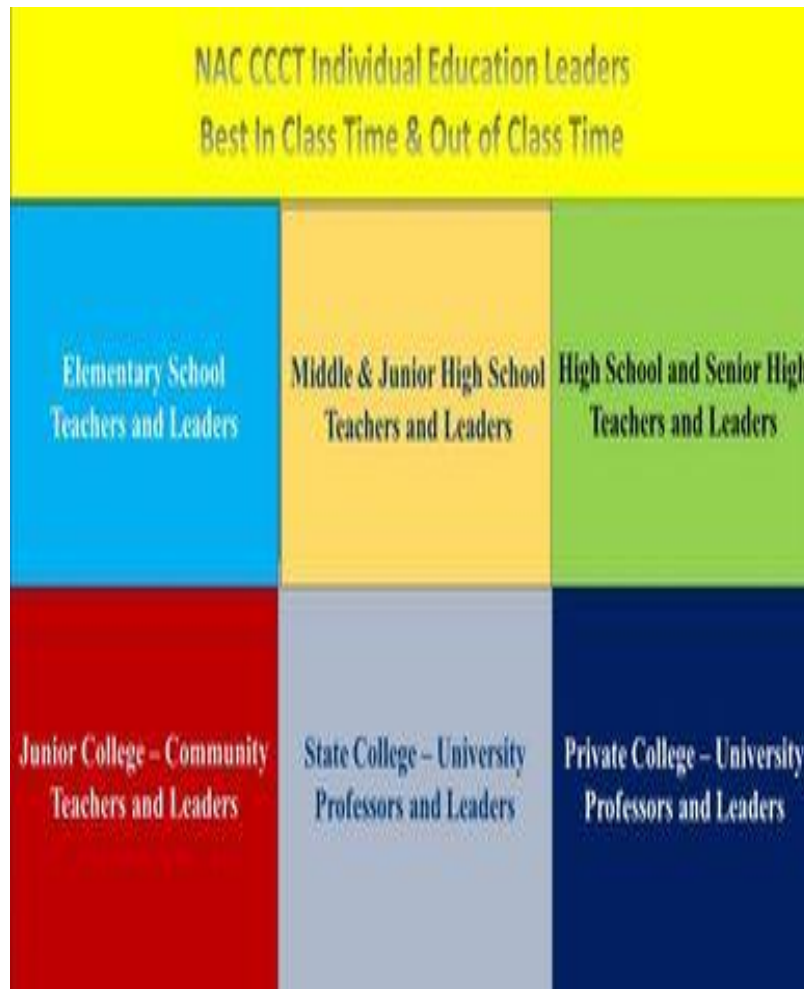 NAC CCCT Individual Education Leaders
Best In Class Time & Out of Class Time
Elementary School
Teachers and Leaders
Middle & Junior High School
Teachers and Leaders
High School and Senior High
Teachers and Leaders
Junior College – Community
Teachers and Leaders
State College – University
Professors and Leaders
Private College – University
Professors and Leaders